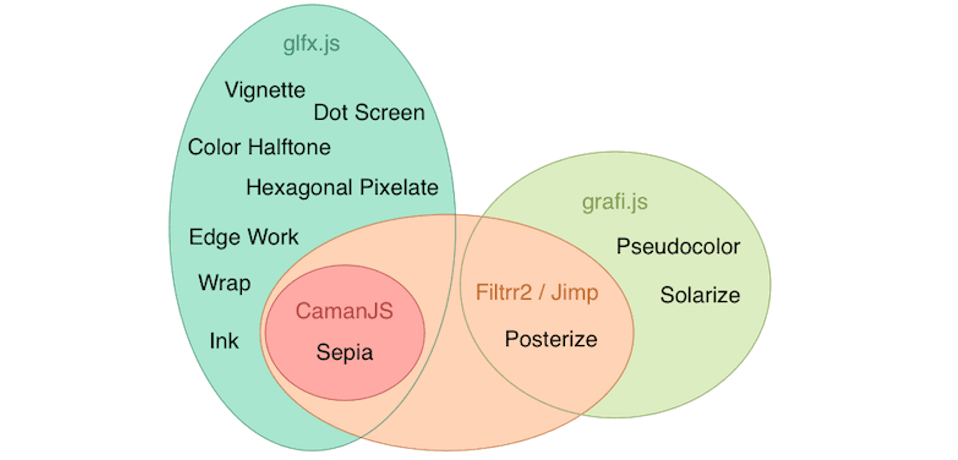 glfx.js
Vignette
Dot Screen
Color Halftone
Hexagonal Pixelate
Edge Work
Wrap
Ink
CamanJS
Sepia
Filtrr2 / Jimp
Posterize
grafi.js
Pseudocolor
Solarize